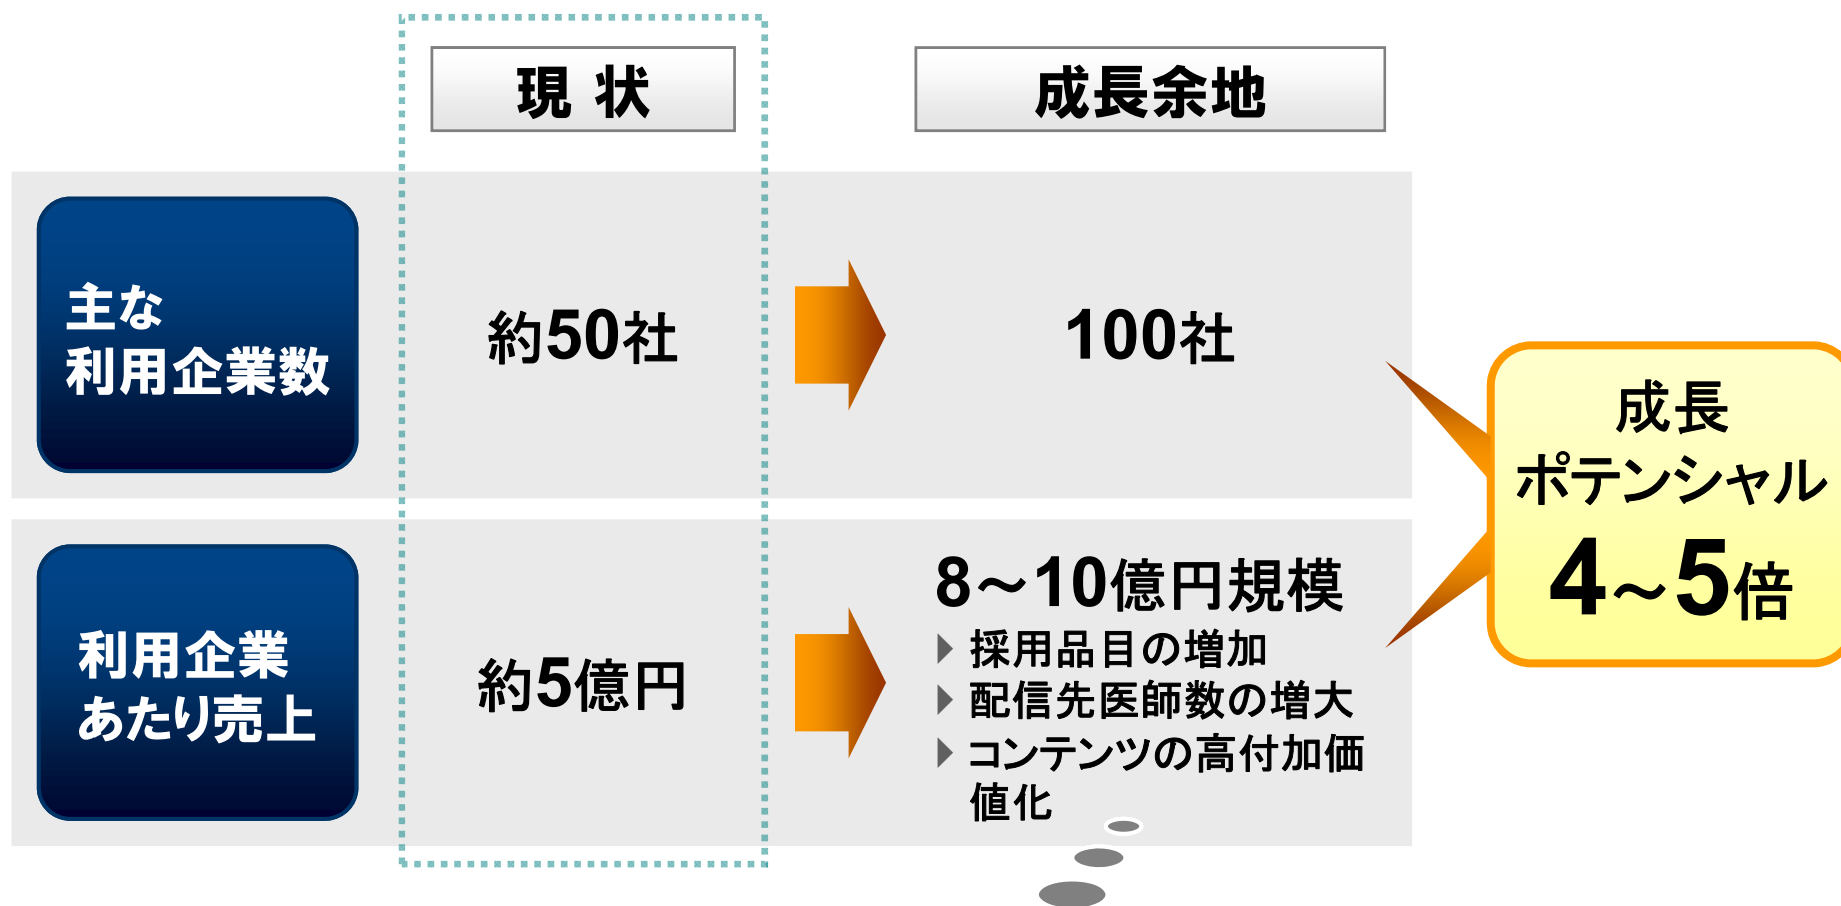 現 状
成長余地
主な
利用企業数
約50社
100社
利用企業
あたり売上
約5億円
8～10億円規模
採用品目の増加
配信先医師数の増大
コンテンツの高付加価
値化
成長
ポテンシャル
4～5倍